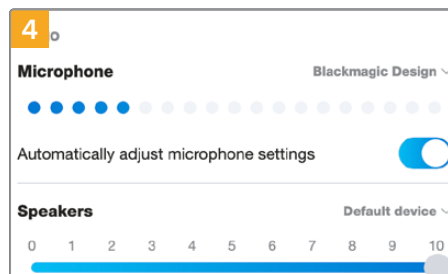 4
o
Microphone Blackmagic Design
Automatically adjust microphone settings
Speakers Default device
0 1 2 3 4 5 6 7 8 9 10